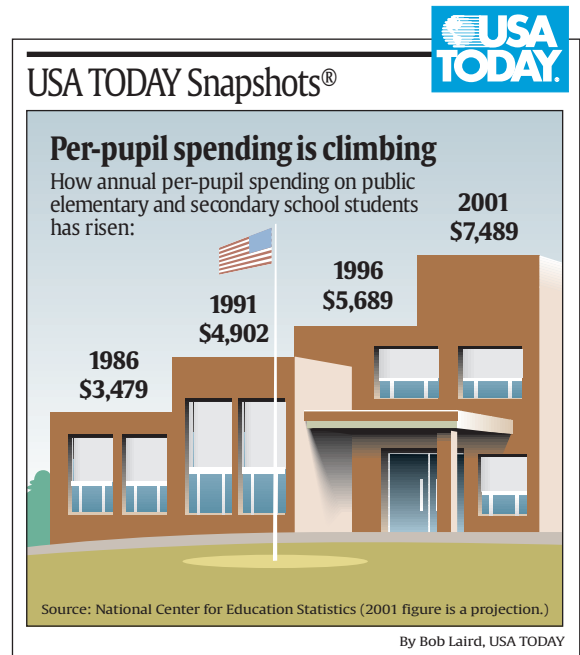 USA
TODAY.
USA TODAY Snapshots®
Per-pupil spending is climbing
How annual per-pupil spending on public
elementary and secondary school students
has risen:
1986
$3,479
1991
$4,902
1996
$5,689
2001
$7,489
Source: National Center for Education Statistics (2001 figure is a projection.)
By Bob Laird, USA TODAY